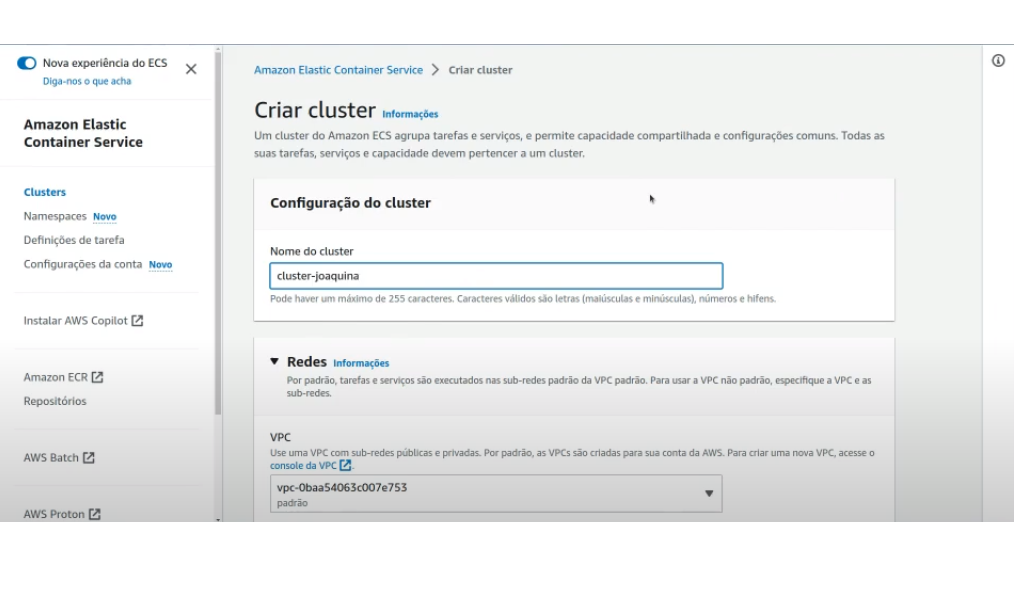 Nova experiência do ECS
Diga-nos o que acha
Amazon Elastic
Container Service
Clusters
Namespaces Novo
Definições de tarefa
Configurações da conta Novo
Instalar AWS Copilot
Amazon ECR
Repositórios
AWS Batch
AWS Proton
Amazon Elastic Container Service > Criar cluster
Criar cluster Informações
Um cluster do Amazon ECS agrupa tarefas e serviços, e permite capacidade compartilhada e configurações comuns. Todas as
suas tarefas, serviços e capacidade devem pertencer a um cluster.
Configuração do cluster
Nome do cluster
cluster-joaquina
Pode haver um máximo de 255 caracteres. Caracteres válidos são letras (maiúsculas e minúsculas), números e hifens.
Redes Informações
Por padrão, tarefas e serviços são executados nas sub-redes padrão da VPC padrão. Para usar a VPC não padrão, especifique a VPC e as
sub-redes.
VPC
Use uma VPC com sub-redes públicas e privadas. Por padrão, as VPCs são criadas para sua conta da AWS. Para criar uma nova VPC, acesse o
console da VPC.
vpc-0baa54063c007e753
padrão